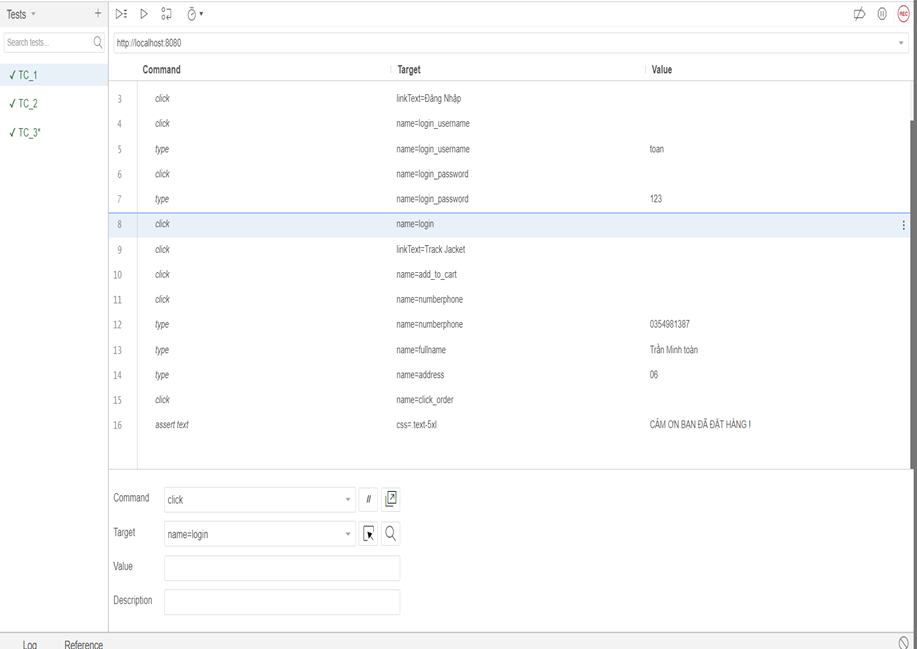 Tests
REC
Search tests...
http://localhost:8080
✓ TC_1
✓ TC_2
✓ TC_3*
Command Target Value
3 click linkText=Đăng Nhập
4 click name=login_username
5 type name=login_username toan
6 click name=login_password
7 type name=login_password 123
8 click name=login
9 click linkText=Track Jacket
10 click name=add_to_cart
11 click name=numberphone
12 type name=numberphone 0354981387
13 type name=fullname Trần Minh toàn
14 type name=address 06
15 click name=click_order
16 assert text css=.text-5xl CẢM ƠN BẠN ĐÃ ĐẶT HÀNG !
Command click //
Target name=login
Value
Description
Log Reference